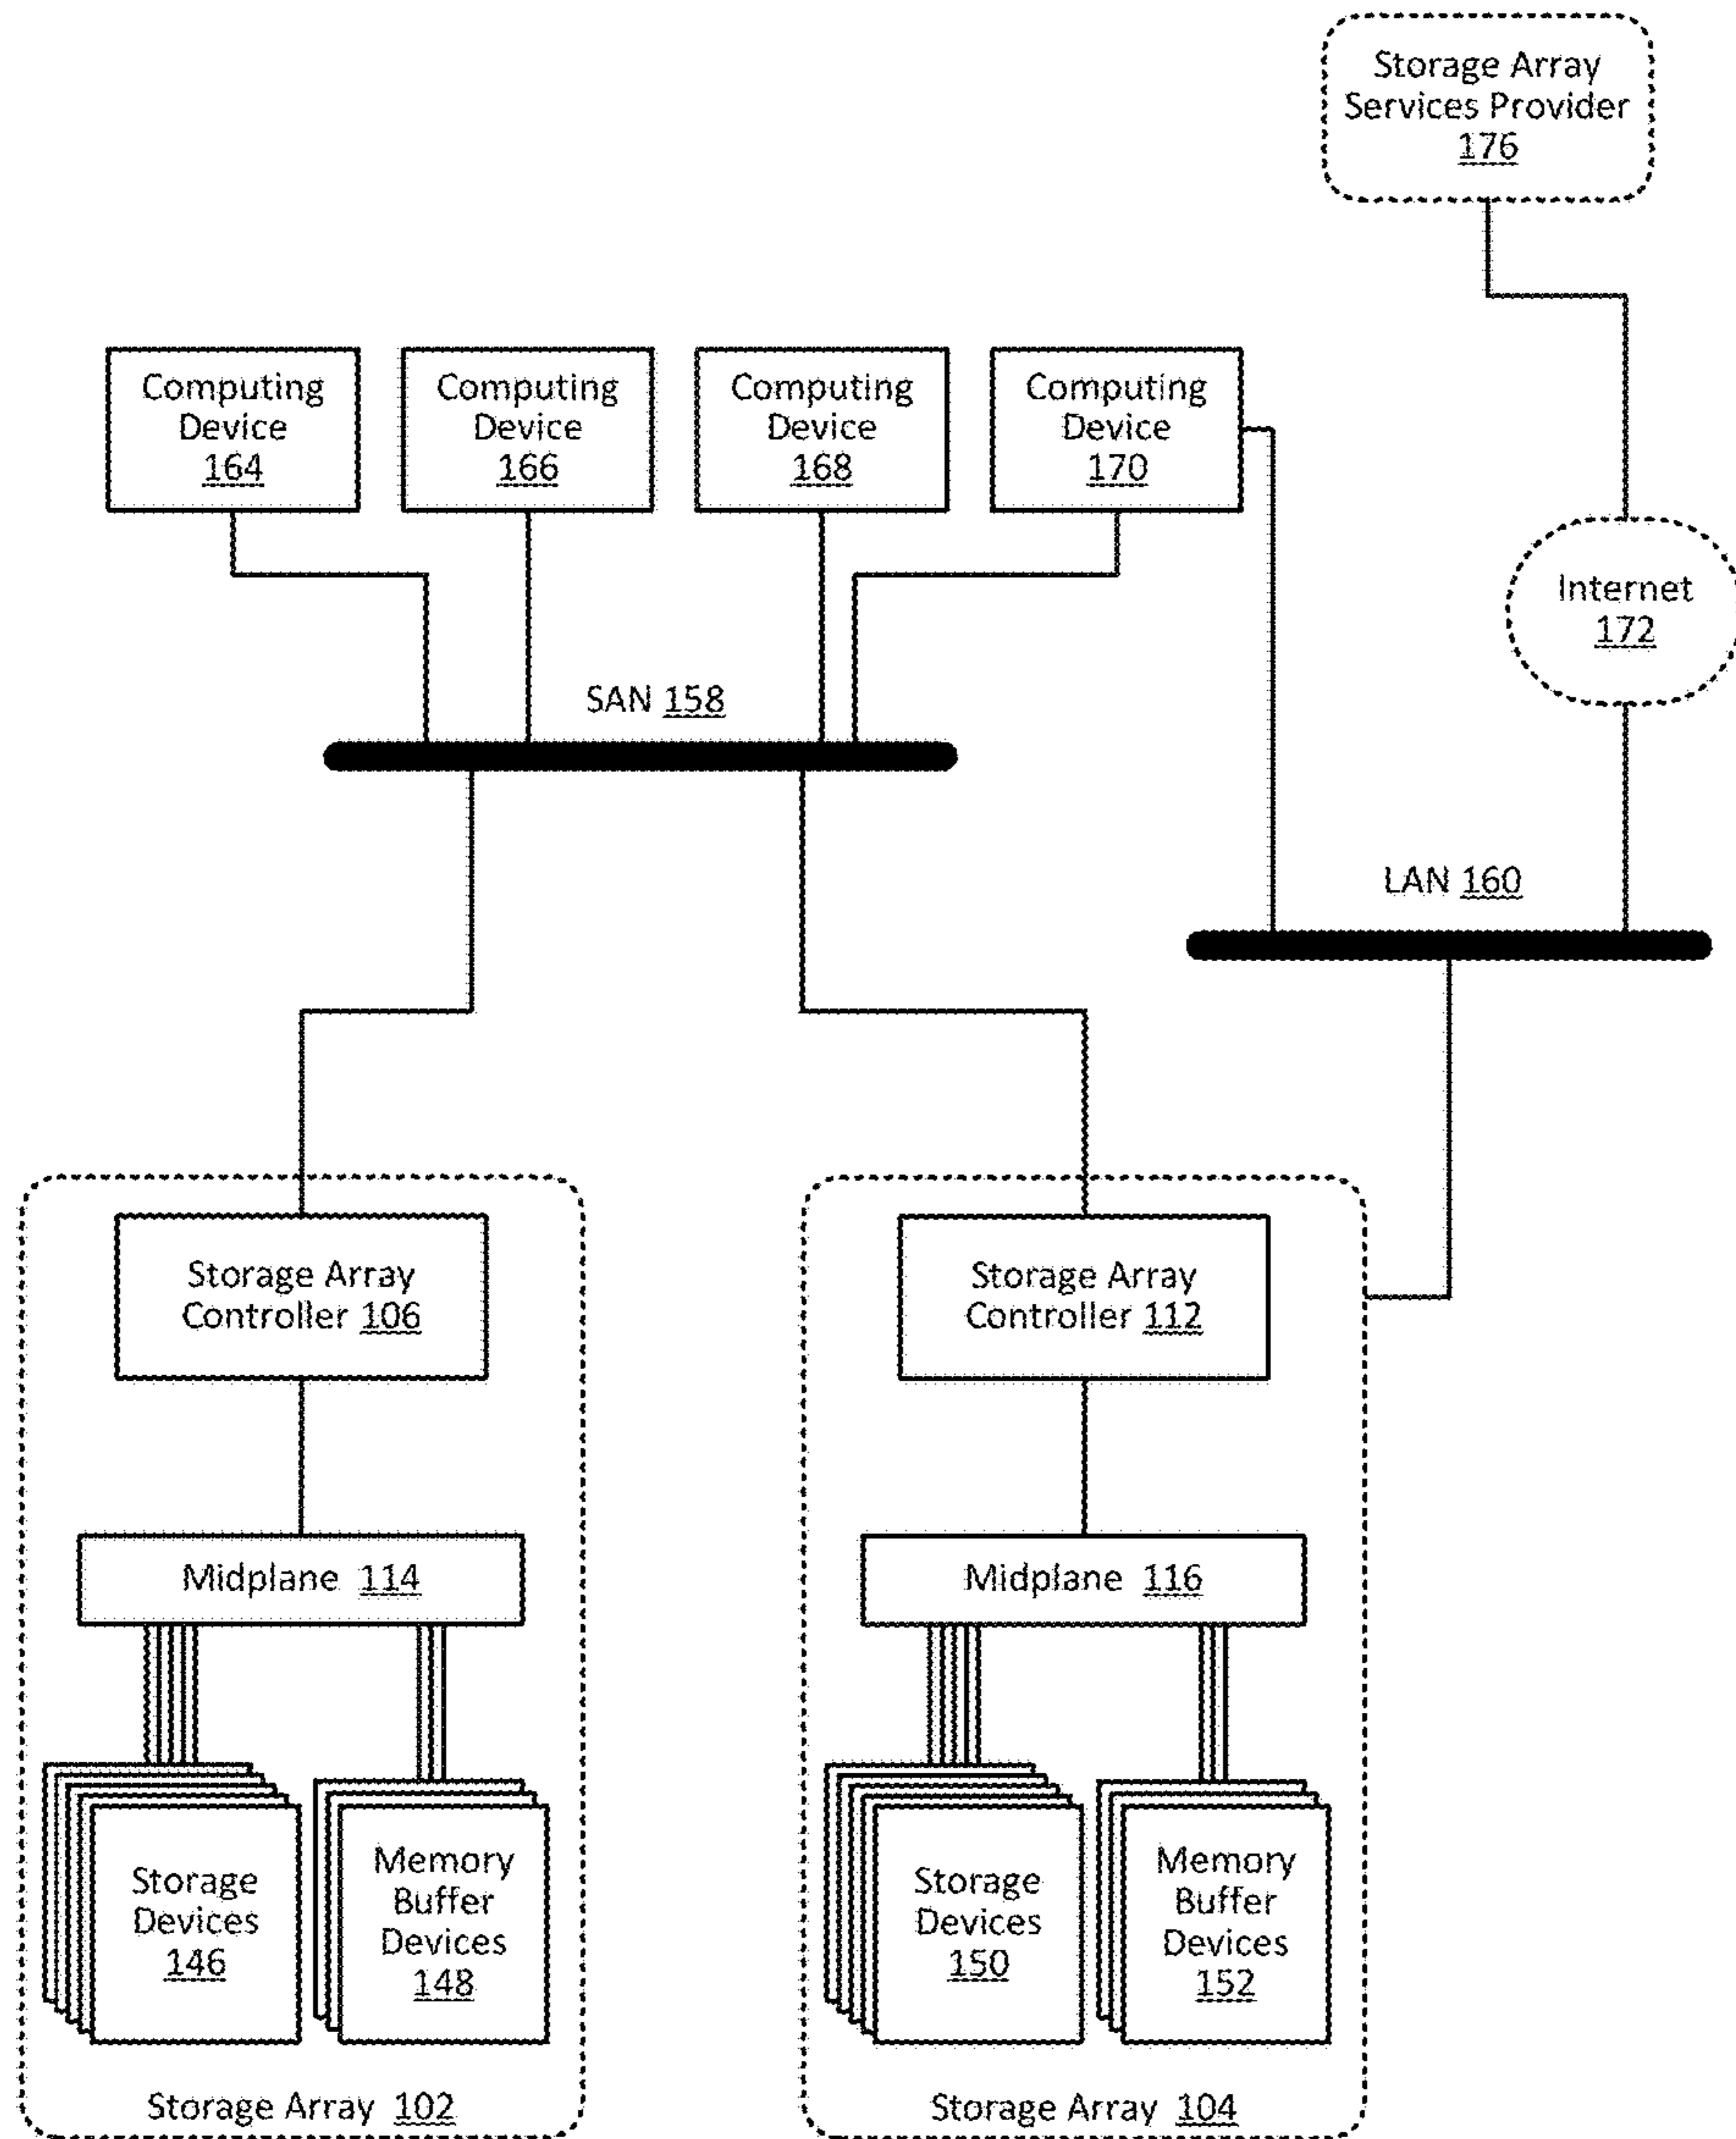 Storage Array
Services Provider
176
Computing
Device
164
Computing
Device
166
Computing
Device
168
Computing
Device
170
Internet
172
SAN 158
LAN 160
Storage Array
Controller 106
Storage Array
Controller 112
Midplane 114
Midplane 116
Storage
Devices
146
Memory
Buffer
Devices
148
Storage
Devices
150
Memory
Buffer
Devices
152
Storage Array 102
Storage Array 104